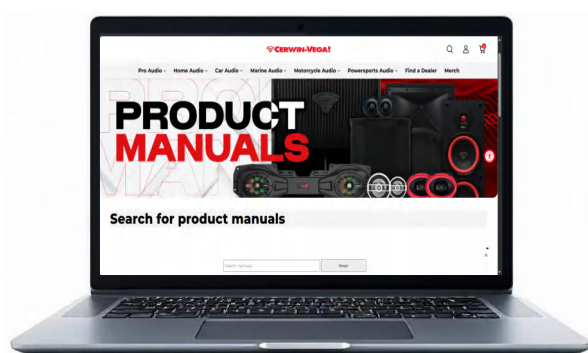 CERWIN-VEGA!
Pro Audio Home Audio Car Audio Marine Audio Motorcycle Audio Powersports Audio Find a Dealer Merch
PRODUCT
MANUALS
Search for product manuals
Search manuals...
Reset